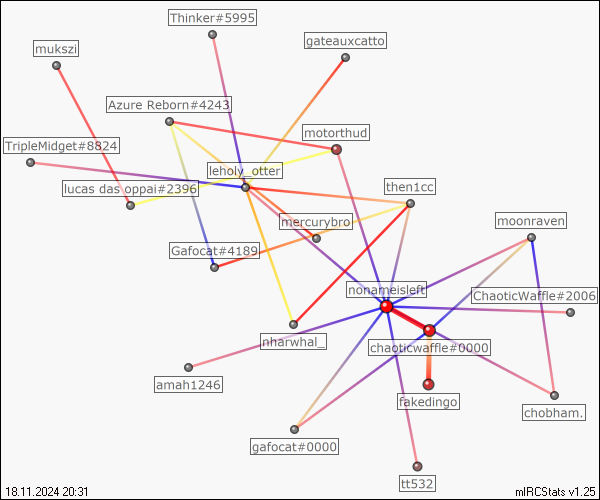 Thinker#5995
gateauxcatto
mukszi
Azure Reborn#4243
motorthud
TripleMidget#8824
leholy_otter
lucas das oppai#2396
then1cc
mercurybro
moonraven
Gafocat#4189
nonameisleft
ChaoticWaffle#2006
nharwhal_
chaoticwaffle#0000
amah1246
fakedingo
chobham.
gafocat#0000
tt532
18.11.2024 20:31
mIRCStats v1.25